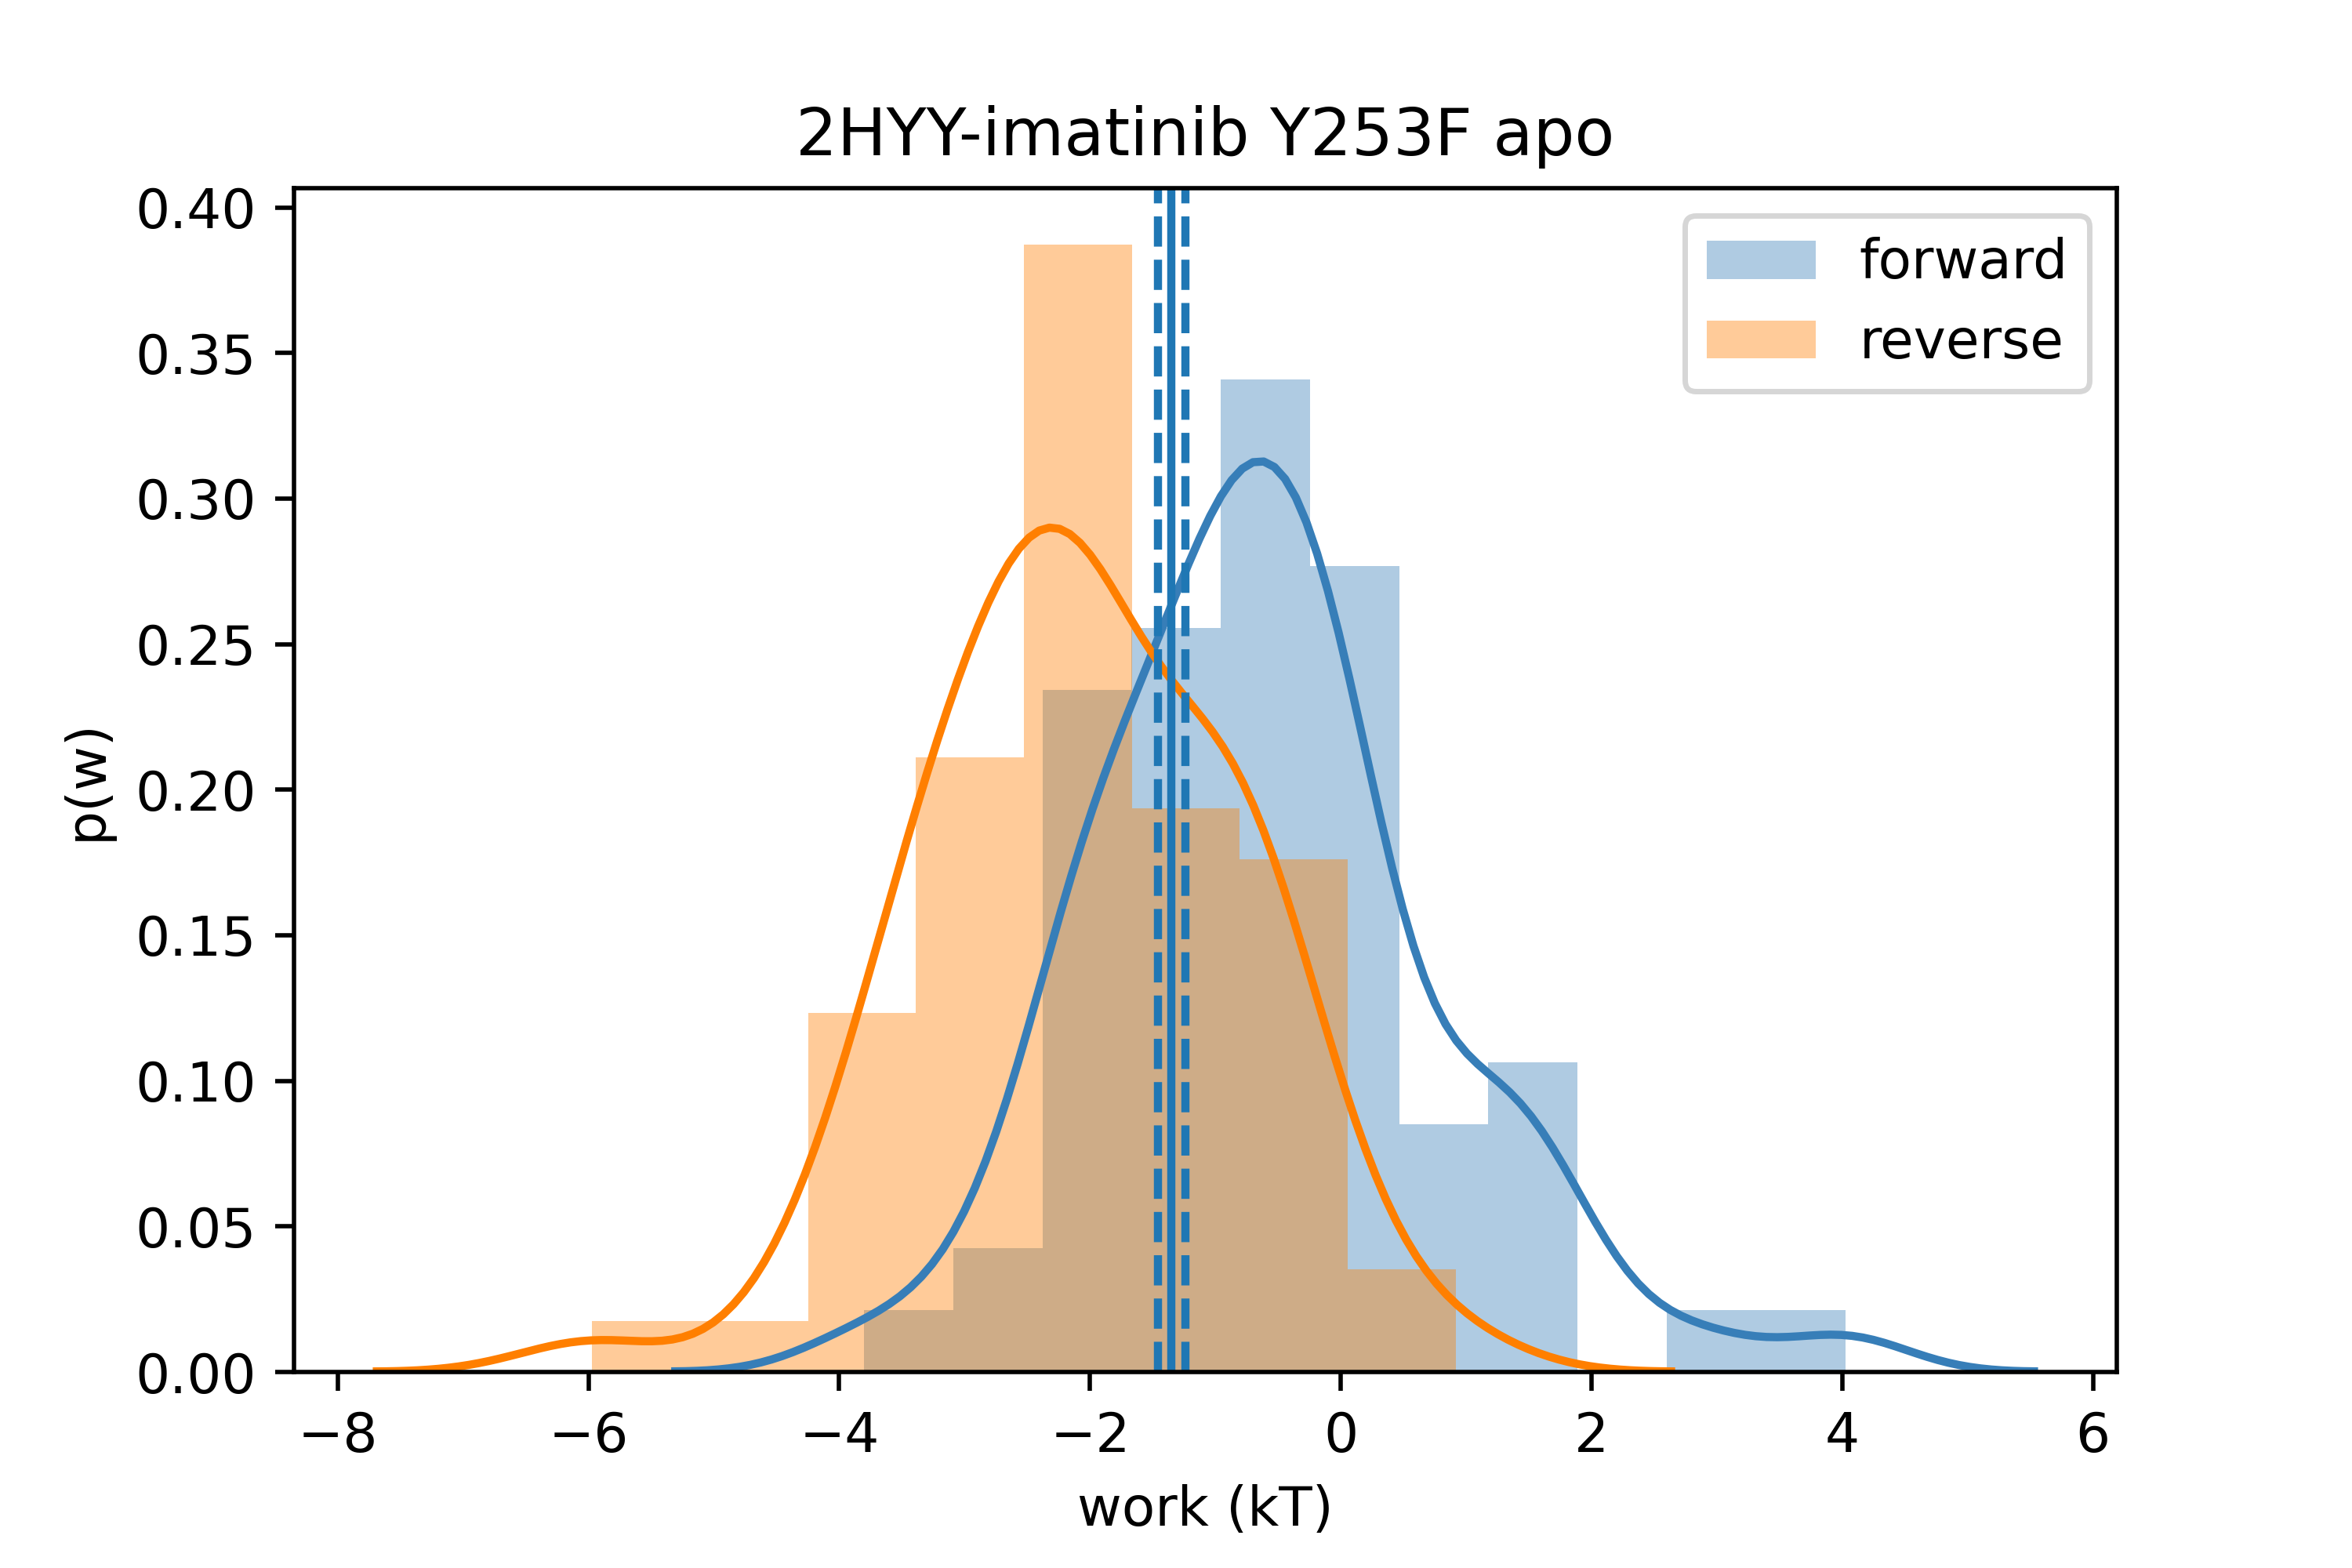 2HYY-imatinib Y253F apo
0.40
0.35
0.30
0.25
0.20
0.15
0.10
0.05
0.00
p(w)
forward
reverse
−8 −6 −4 −2 0 2 4 6
work (kT)